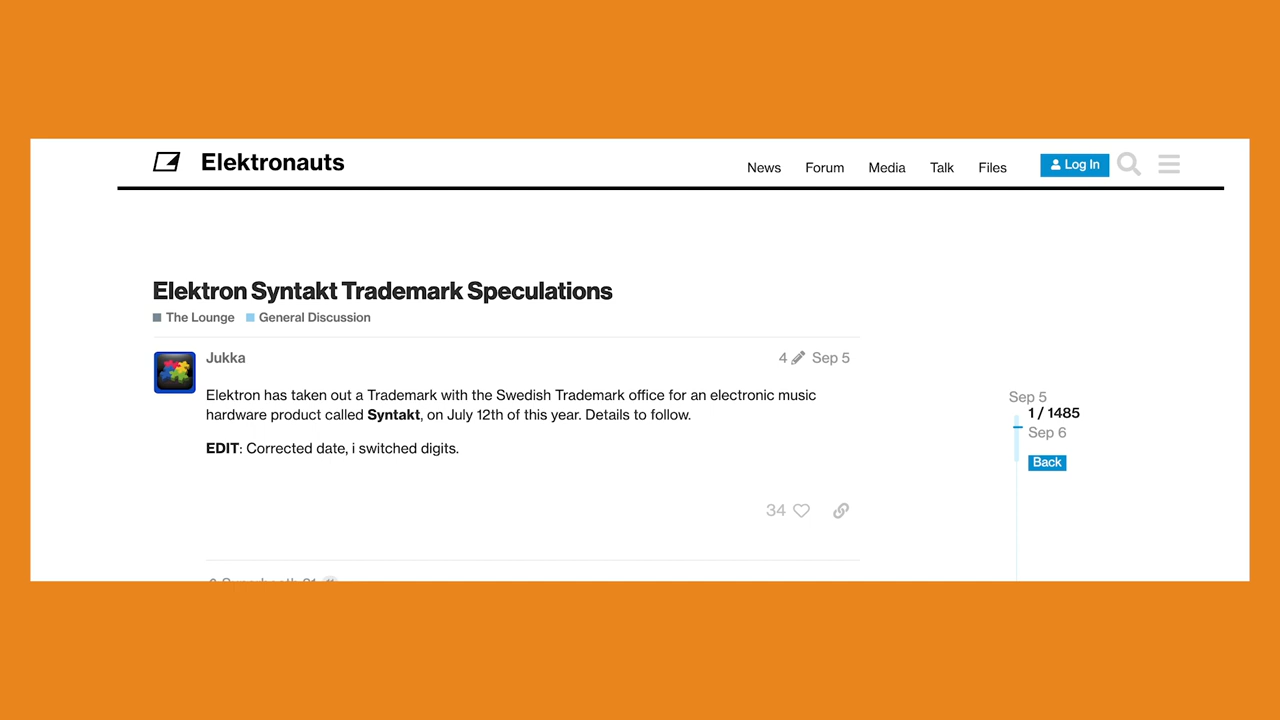 Elektronauts
News Forum Media Talk Files Log In
Elektron Syntakt Trademark Speculations
The Lounge General Discussion
Jukka 4 Sep 5
Elektron has taken out a Trademark with the Swedish Trademark office for an electronic music
hardware product called Syntakt, on July 12th of this year. Details to follow.
EDIT: Corrected date, i switched digits.
34
Sep 5
1 / 1485
Sep 6
Back